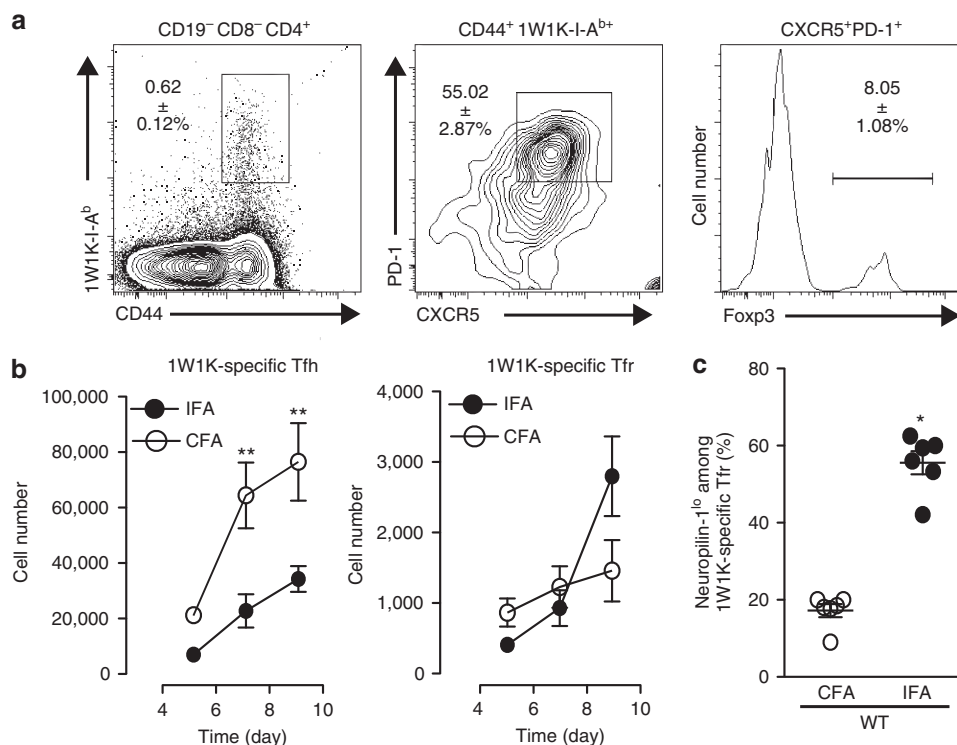 a
CD19⁻ CD8⁻ CD4⁺
CD44⁺ 1W1K-I-Aᵇ⁺
CXCR5⁺PD-1⁺
0.62
±
0.12%
1W1K-I-Aᵇ
CD44
55.02
±
2.87%
PD-1
CXCR5
8.05
±
1.08%
Cell number
Foxp3
b
1W1K-specific Tfh
100,000
80,000
60,000
40,000
20,000
0
Cell number
IFA
CFA
**
**
4 6 8 10
Time (day)
1W1K-specific Tfr
4,000
3,000
2,000
1,000
0
Cell number
IFA
CFA
4 6 8 10
Time (day)
c
80
60
40
20
0
Neuropilin-1ˡᵒ among
1W1K-specific Tfr (%)
*
CFA IFA
WT